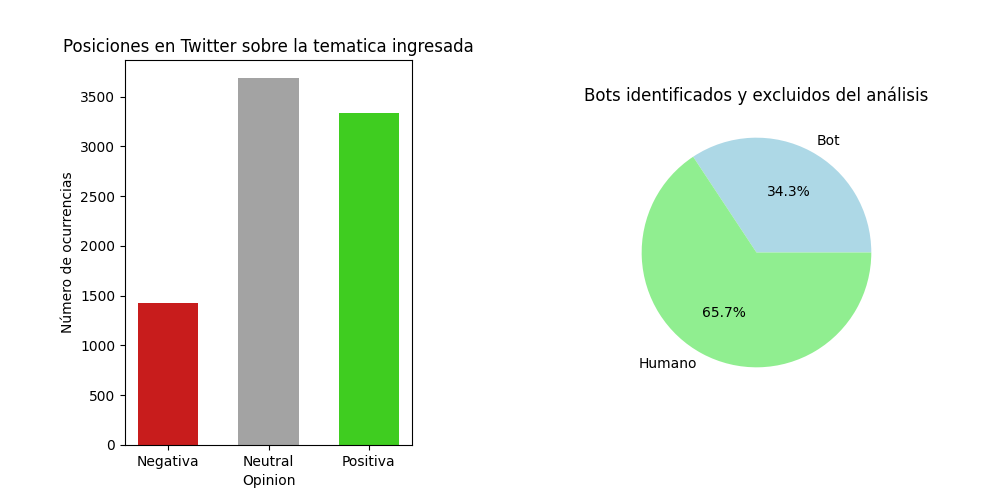 Posiciones en Twitter sobre la tematica ingresada
Número de ocurrencias
3500
3000
2500
2000
1500
1000
500
0
Negativa
Neutral
Positiva
Opinion
Bots identificados y excluidos del análisis
Bot
34.3%
65.7%
Humano